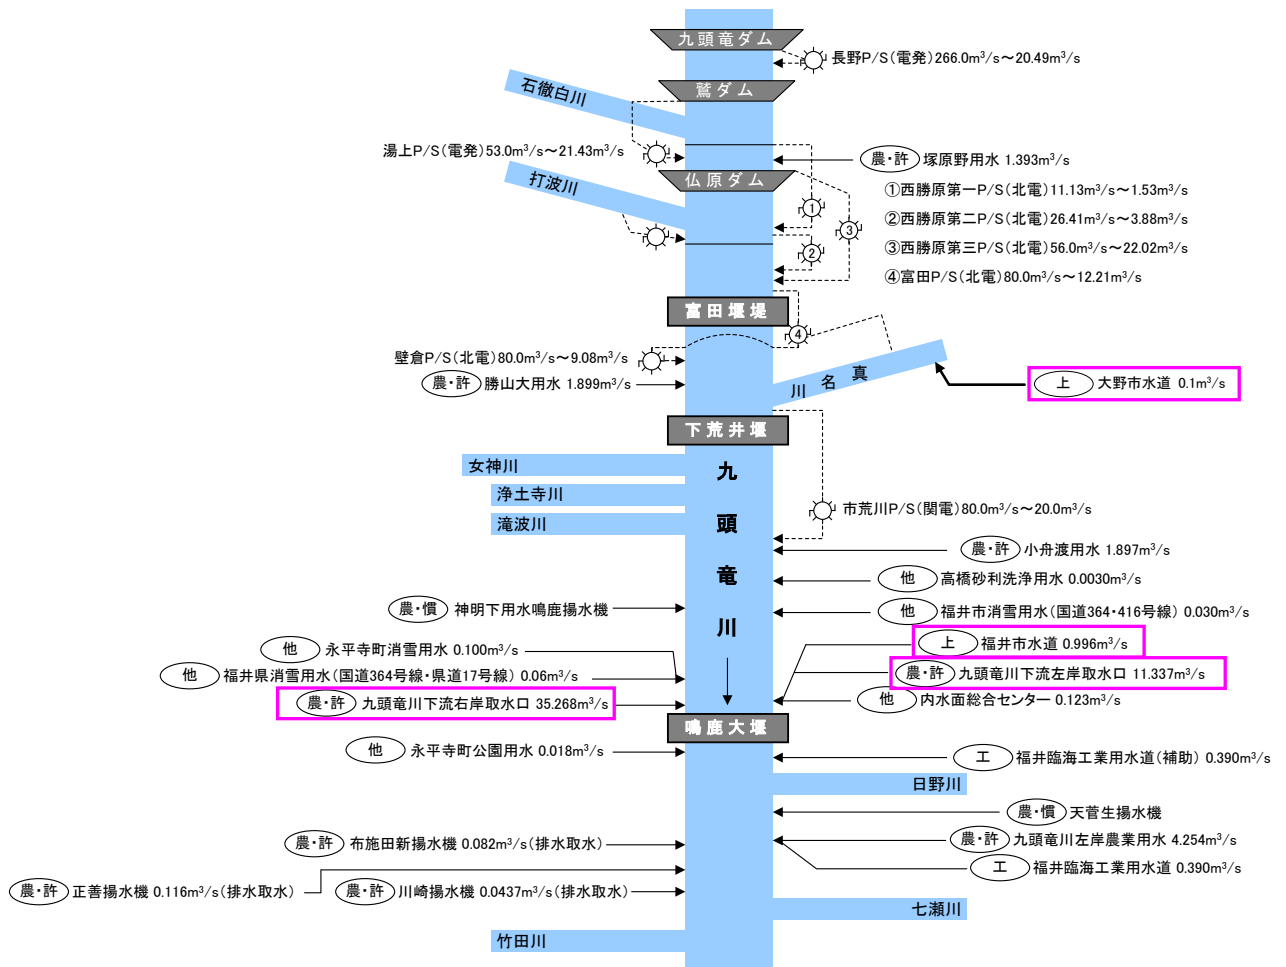 九頭竜ダム
長野P/S(電発)266.0m³/s～20.49m³/s
鷲ダム
石徹白川
湯上P/S(電発)53.0m³/s～21.43m³/s
農・許 塚原野用水 1.393m³/s
仏原ダム
打波川
①西勝原第一P/S(北電)11.13m³/s～1.53m³/s
1
②西勝原第二P/S(北電)26.41m³/s～3.88m³/s
3
③西勝原第三P/S(北電)56.0m³/s～22.02m³/s
2
④富田P/S(北電)80.0m³/s～12.21m³/s
富田堰堤
4
壁倉P/S(北電)80.0m³/s～9.08m³/s
農・許 勝山大用水 1.899m³/s
真名川
上 大野市水道 0.1m³/s
下荒井堰
女神川
九頭竜川
浄土寺川
滝波川
市荒川P/S(関電)80.0m³/s～20.0m³/s
農・許 小舟渡用水 1.897m³/s
他 高橋砂利洗浄用水 0.0030m³/s
農・慣 神明下用水鳴鹿揚水機
他 福井市消雪用水(国道364・416号線) 0.030m³/s
他 永平寺町消雪用水 0.100m³/s
上 福井市水道 0.996m³/s
他 福井県消雪用水(国道364号線・県道17号線) 0.06m³/s
農・許 九頭竜川下流左岸取水口 11.337m³/s
農・許 九頭竜川下流右岸取水口 35.268m³/s
他 内水面総合センター 0.123m³/s
鳴鹿大堰
他 永平寺町公園用水 0.018m³/s
工 福井臨海工業用水道(補助) 0.390m³/s
日野川
農・慣 天菅生揚水機
農・許 布施田新揚水機 0.082m³/s(排水取水)
農・許 九頭竜川左岸農業用水 4.254m³/s
工 福井臨海工業用水道 0.390m³/s
農・許 正善揚水機 0.116m³/s(排水取水)
農・許 川崎揚水機 0.0437m³/s(排水取水)
七瀬川
竹田川